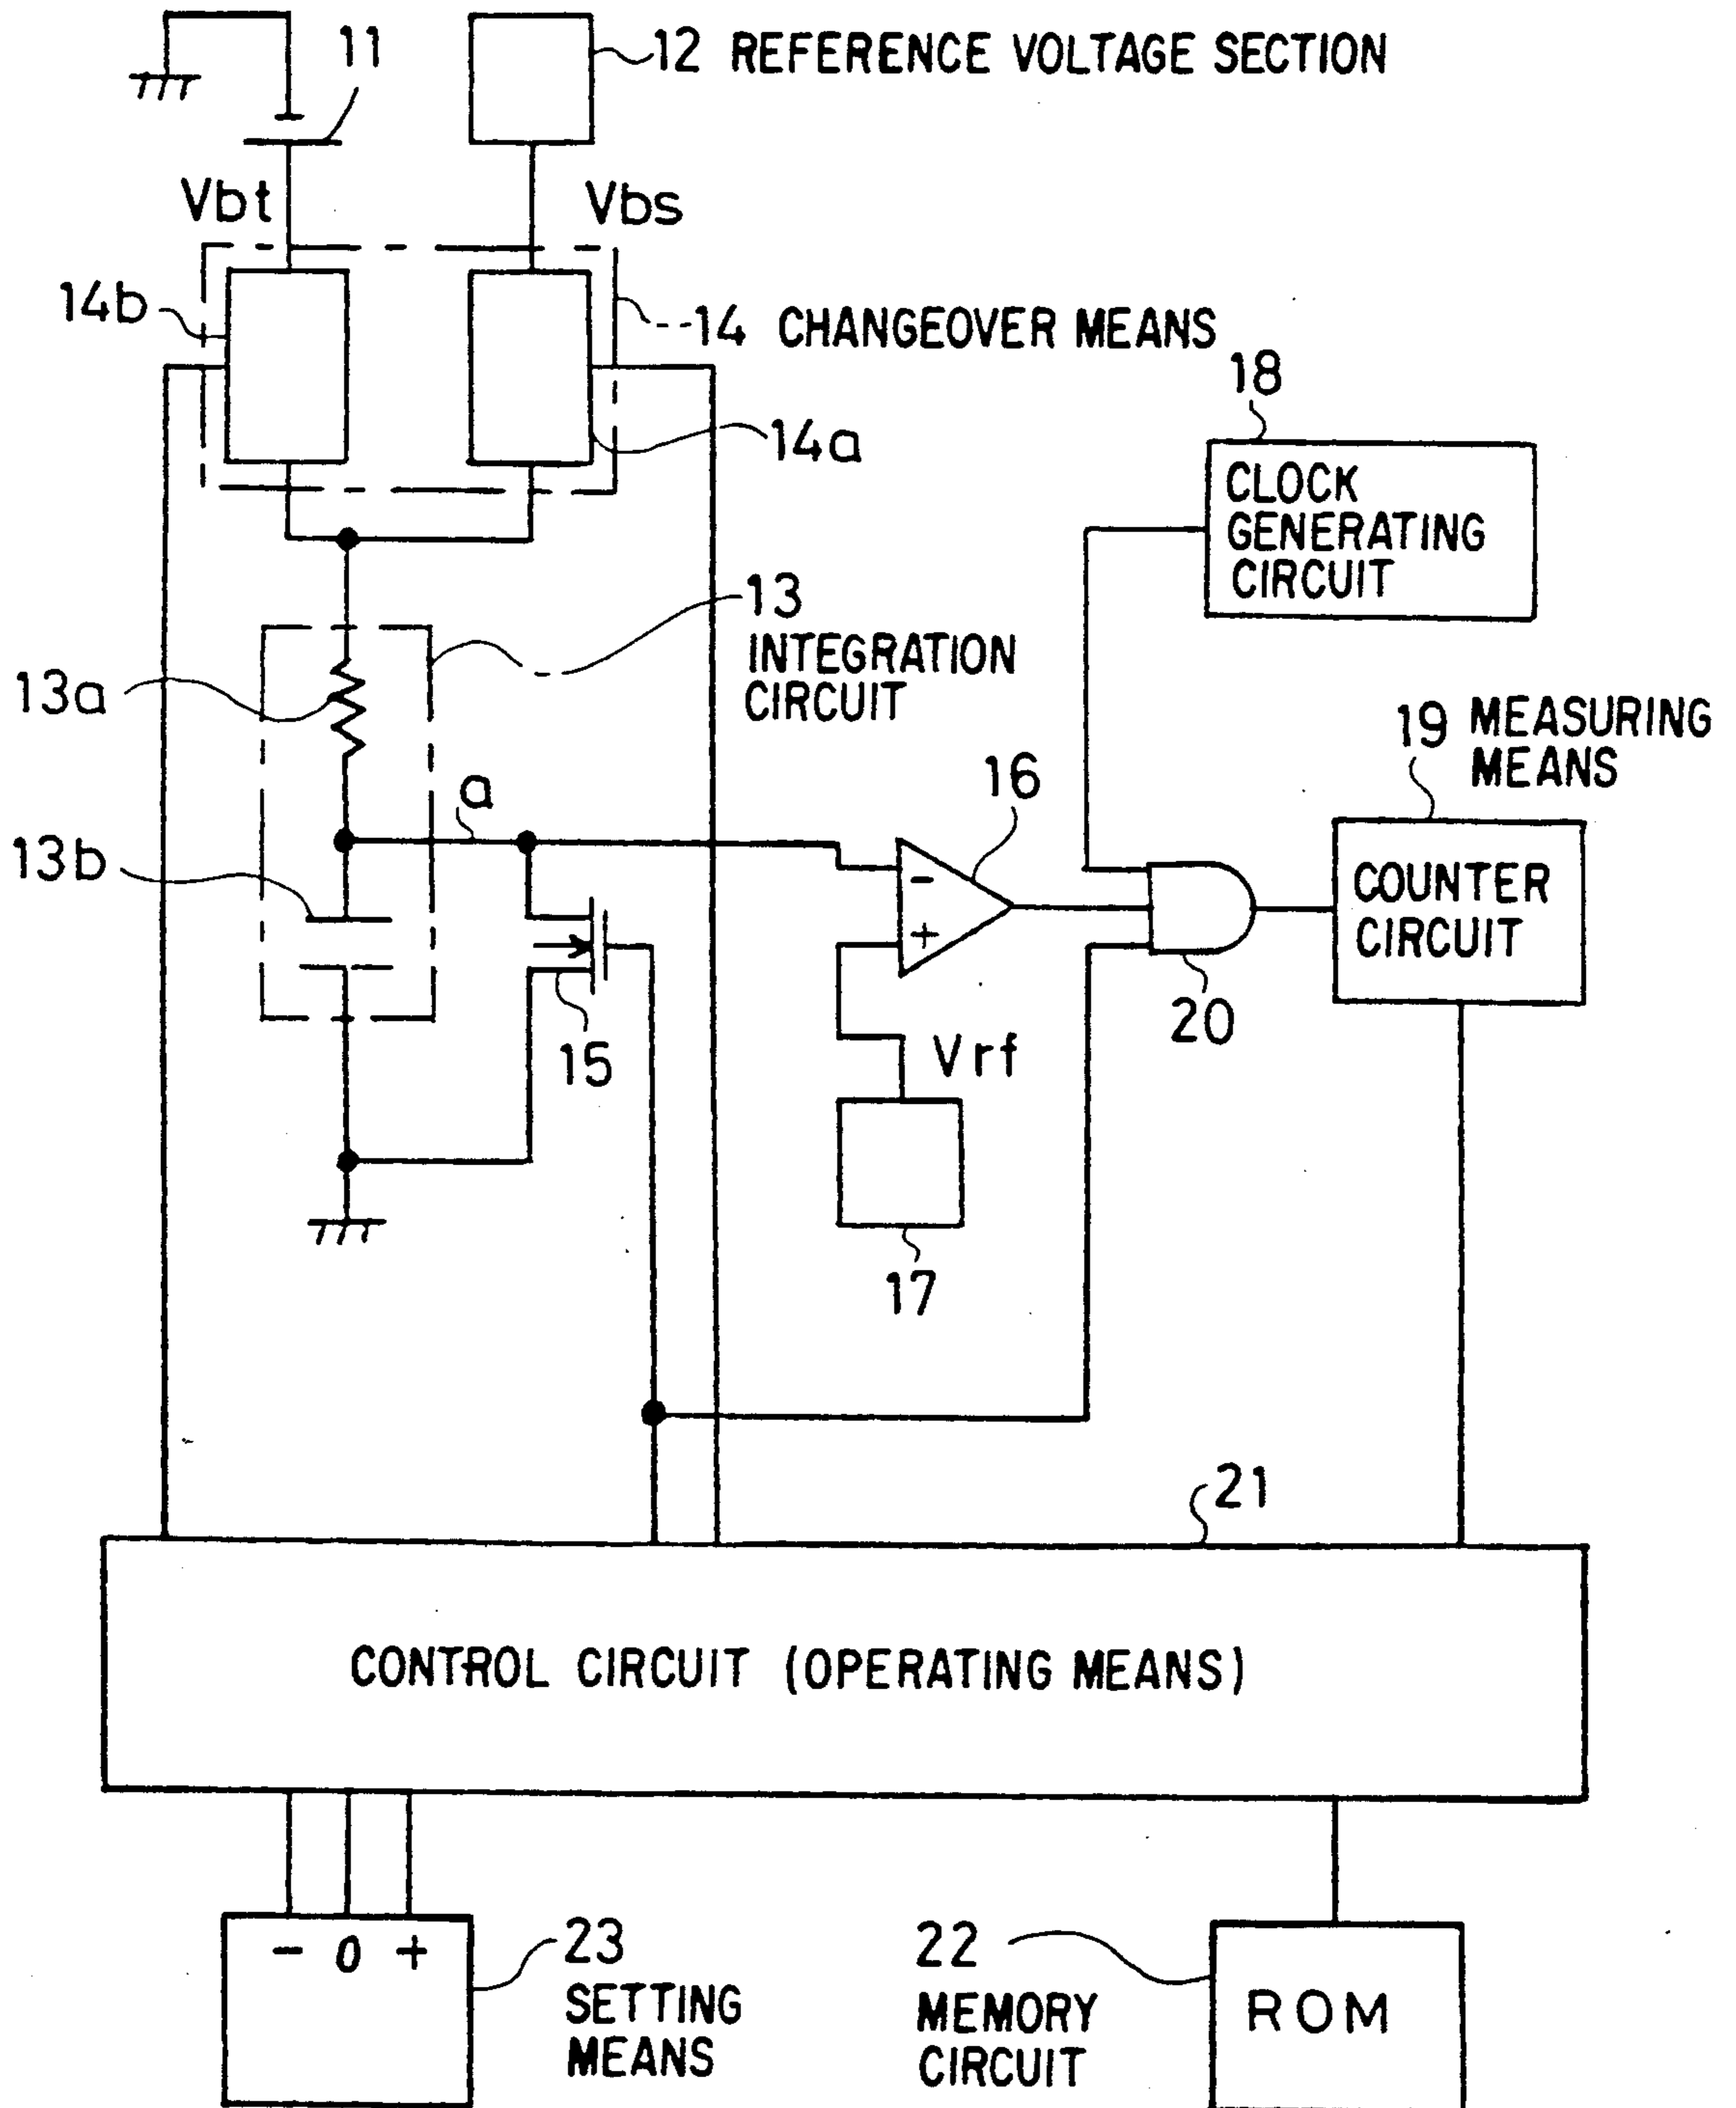 11
12 REFERENCE VOLTAGE SECTION
Vbt
Vbs
14b
14 CHANGEOVER MEANS
14a
18
CLOCK
GENERATING
CIRCUIT
13
INTEGRATION
CIRCUIT
13a
19 MEASURING
MEANS
a
16
13b
-
+
COUNTER
CIRCUIT
20
15
Vrf
17
21
CONTROL CIRCUIT (OPERATING MEANS)
- 0 +
23
SETTING
MEANS
22
MEMORY
CIRCUIT
ROM